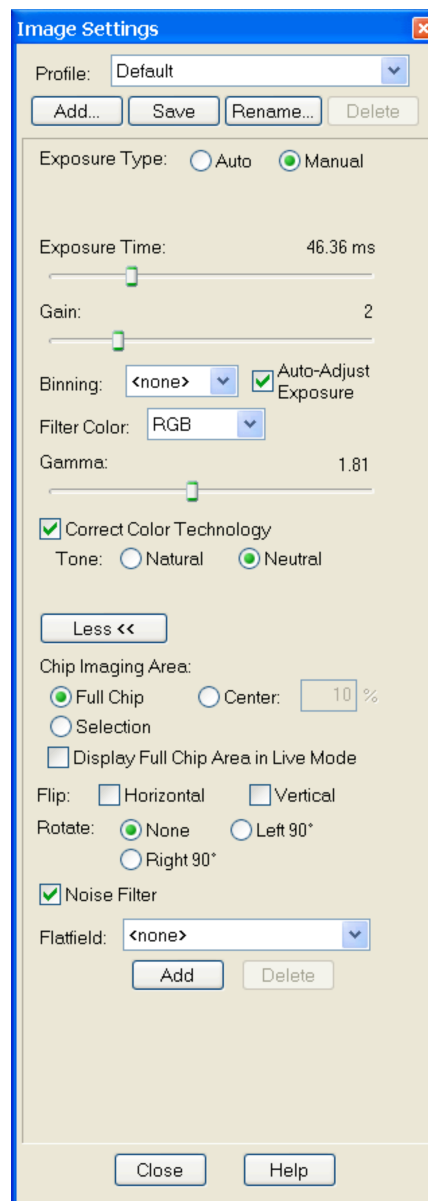 Image Settings
Profile: Default
Add... Save Rename... Delete
Exposure Type: Auto Manual
Exposure Time: 46.36 ms
Gain: 2
Binning: <none> Auto-Adjust
Exposure
Filter Color: RGB
Gamma: 1.81
Correct Color Technology
Tone: Natural Neutral
Less <<
Chip Imaging Area:
Full Chip Center: 10 %
Selection
Display Full Chip Area in Live Mode
Flip: Horizontal Vertical
Rotate: None Left 90°
Right 90°
Noise Filter
Flatfield: <none>
Add Delete
Close Help